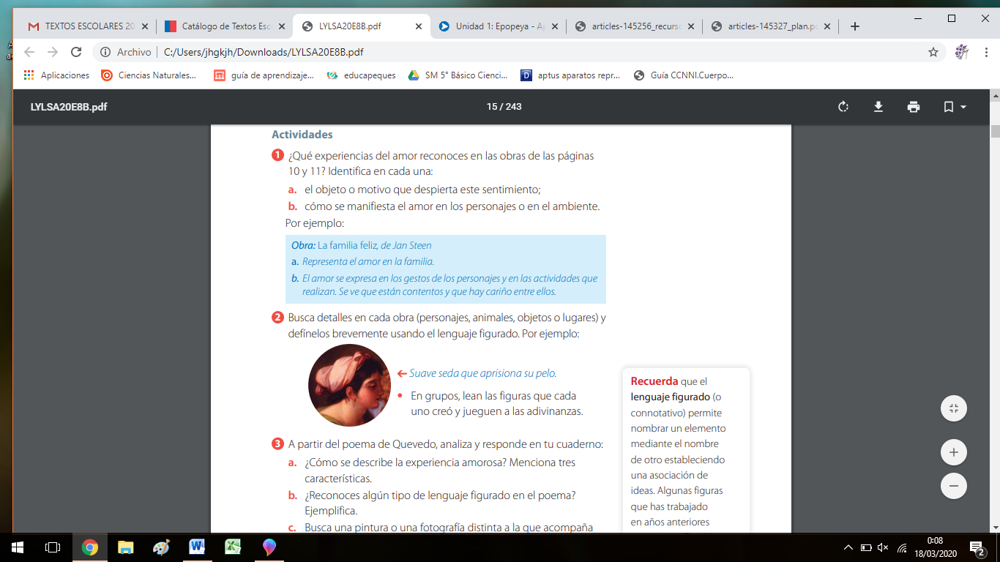 TEXTOS ESCOLARES 20
Catálogo de Textos Esc
LYLSA20E8B.pdf
Unidad 1: Epopeya - Ap
articles-145256_recurso
articles-145327_plan.pd
Archivo
C:/Users/jhgkjh/Downloads/LYLSA20E8B.pdf
Aplicaciones
Ciencias Naturales...
guía de aprendizaje...
educapeques
SM 5° Básico Cienci...
aptus aparatos repr...
Guía CCNNI.Cuerpo...
LYLSA20E8B.pdf
15 / 243
Actividades
1 ¿Qué experiencias del amor reconoces en las obras de las páginas
10 y 11? Identifica en cada una:
a. el objeto o motivo que despierta este sentimiento;
b. cómo se manifiesta el amor en los personajes o en el ambiente.
Por ejemplo:
Obra: La familia feliz, de Jan Steen
a. Representa el amor en la familia.
b. El amor se expresa en los gestos de los personajes y en las actividades que
realizan. Se ve que están contentos y que hay cariño entre ellos.
2 Busca detalles en cada obra (personajes, animales, objetos o lugares) y
defínelos brevemente usando el lenguaje figurado. Por ejemplo:
Suave seda que aprisiona su pelo.
• En grupos, lean las figuras que cada
uno creó y jueguen a las adivinanzas.
3 A partir del poema de Quevedo, analiza y responde en tu cuaderno:
a. ¿Cómo se describe la experiencia amorosa? Menciona tres
características.
b. ¿Reconoces algún tipo de lenguaje figurado en el poema?
Ejemplifica.
c. Busca una pintura o una fotografía distinta a la que acompaña
Recuerda que el
lenguaje figurado (o
connotativo) permite
nombrar un elemento
mediante el nombre
de otro estableciendo
una asociación de
ideas. Algunas figuras
que has trabajado
en años anteriores
0:08
18/03/2020
2